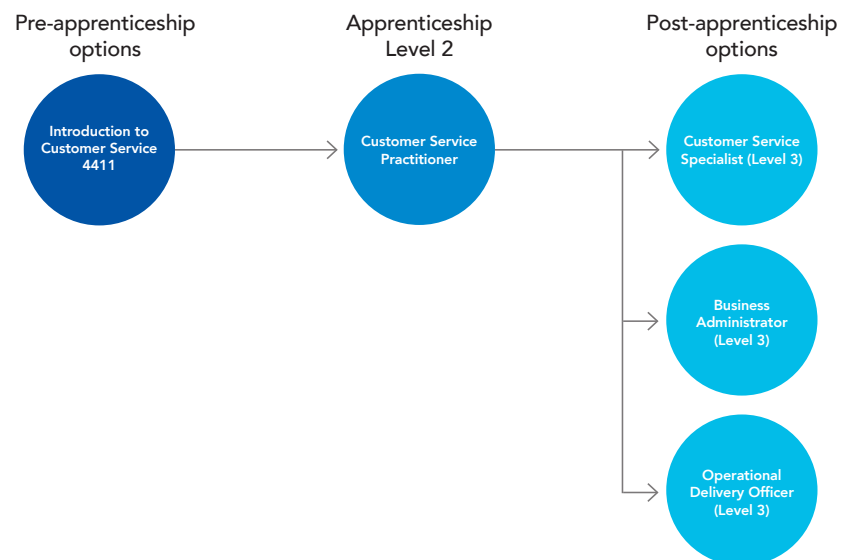 Pre-apprenticeship
options
Apprenticeship
Level 2
Post-apprenticeship
options
Introduction to
Customer Service
4411
Customer Service
Practitioner
Customer Service
Specialist (Level 3)
Business
Administrator
(Level 3)
Operational
Delivery Officer
(Level 3)